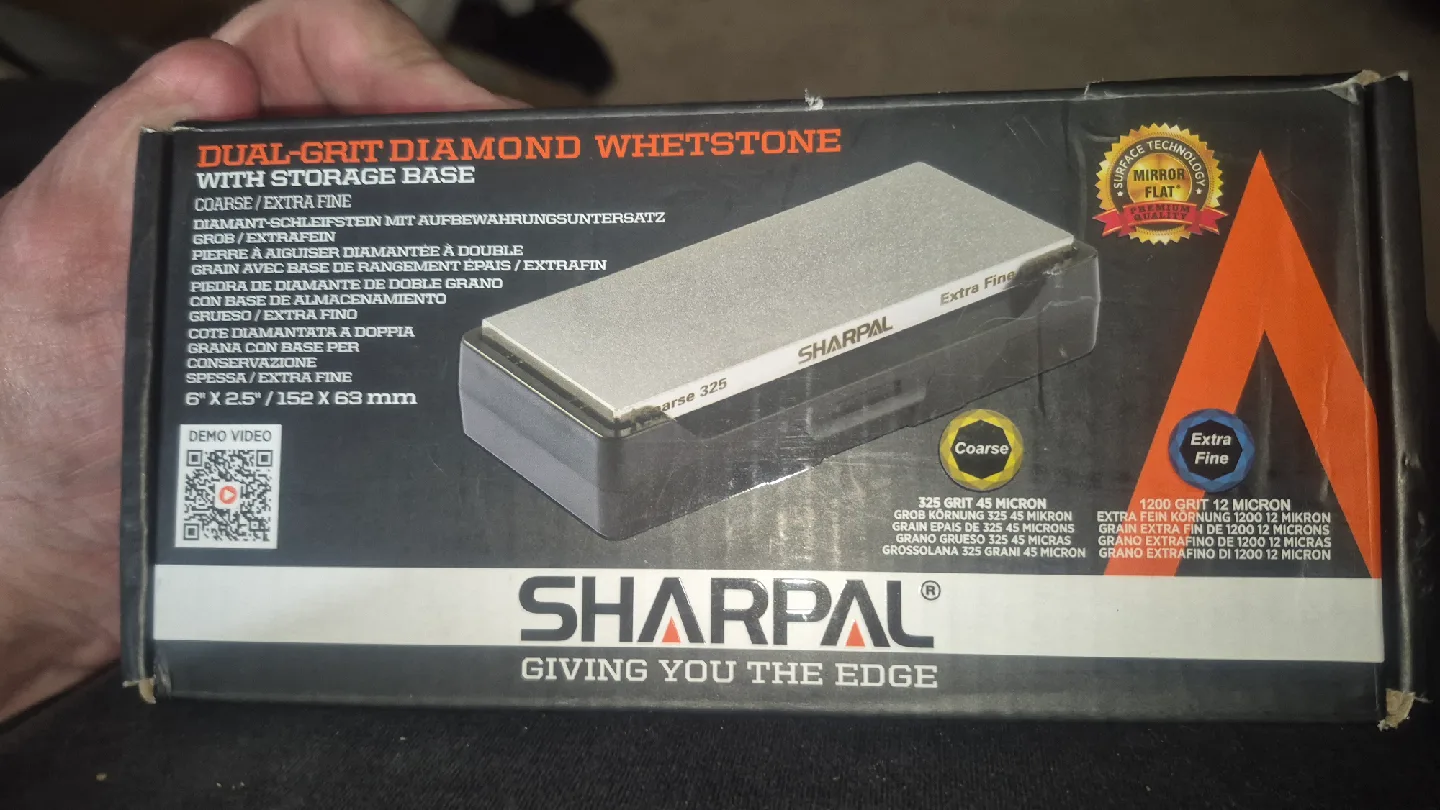 DUAL-GRIT DIAMOND WHETSTONE
WITH STORAGE BASE
COARSE / EXTRA FINE
DIAMANT-SCHLEIFSTEIN MIT AUFBEWAHRUNGSUNTERSATZ
GROB / EXTRAFEIN
PIERRE À AIGUISER DIAMANTÉE À DOUBLE
GRAIN AVEC BASE DE RANGEMENT ÉPAIS / EXTRAFIN
PIEDRA DE DIAMANTE DE DOBLE GRANO
CON BASE DE ALMACENAMIENTO
GRUESO / EXTRA FINO
COTE DIAMANTATA A DOPPIA
GRANA CON BASE PER
CONSERVAZIONE
SPESSA / EXTRA FINE
6" X 2.5" / 152 X 63 mm
DEMO VIDEO
SURFACE TECHNOLOGY
MIRROR
FLAT*
PREMIUM
QUALITY
Coarse 325
SHARPAL
Extra Fine
Coarse
325 GRIT 45 MICRON
GROB KÖRNUNG 325 45 MIKRON
GRAIN EPAIS DE 325 45 MICRONS
GRANO GRUESO 325 45 MICRAS
GROSSOLANA 325 GRANI 45 MICRON
Extra
Fine
1200 GRIT 12 MICRON
EXTRA FEIN KÖRNUNG 1200 12 MIKRON
GRAIN EXTRA FIN DE 1200 12 MICRONS
GRANO EXTRAFINO DE 1200 12 MICRAS
GRANO EXTRAFINO DI 1200 12 MICRON
SHARPAL®
GIVING YOU THE EDGE